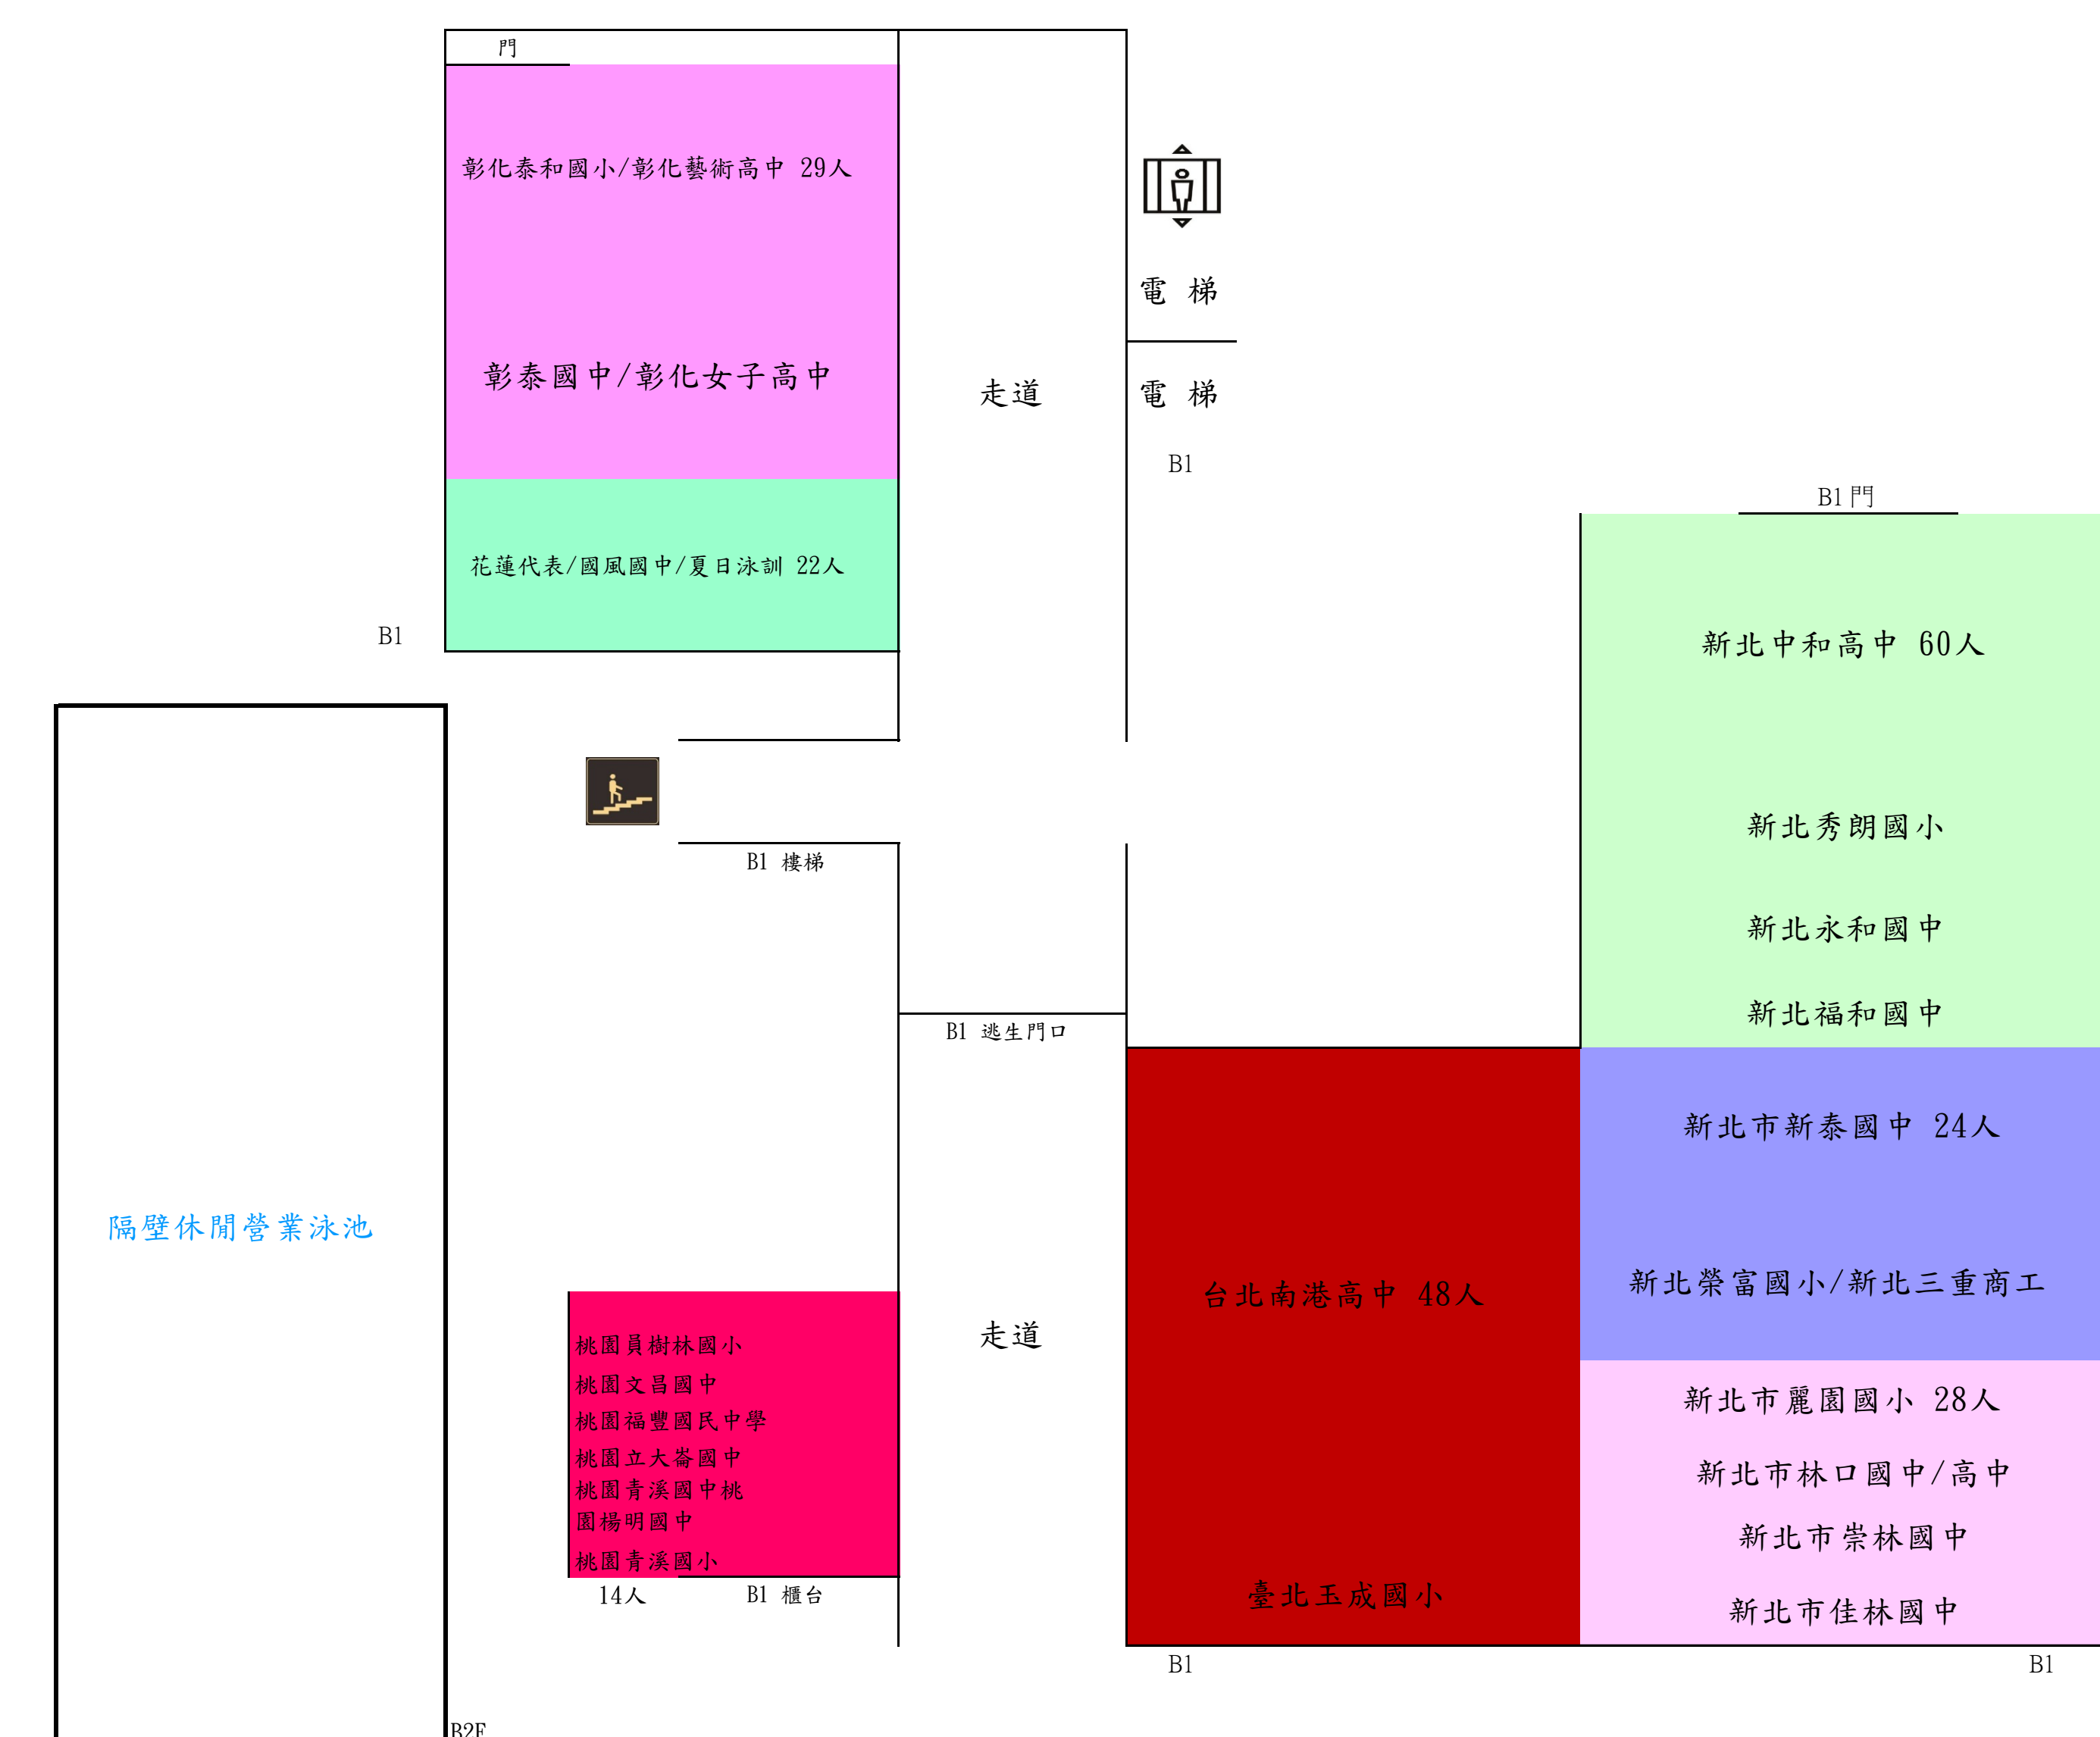 門
彰化泰和國小/彰化藝術高中 29人
彰泰國中/彰化女子高中
花蓮代表/國風國中/夏日泳訓 22人
B1
走道
電 梯
電 梯
B1
B1門
新北中和高中 60人
新北秀朗國小
新北永和國中
新北福和國中
B1 樓梯
B1 逃生門口
隔壁休閒營業泳池
桃園員樹林國小
桃園文昌國中
桃園福豐國民中學
桃園立大崙國中
桃園青溪國中桃
園楊明國中
桃園青溪國小
14人
B1 櫃台
走道
台北南港高中 48人
臺北玉成國小
新北市新泰國中 24人
新北榮富國小/新北三重商工
新北市麗園國小 28人
新北市林口國中/高中
新北市崇林國中
新北市佳林國中
B1
B1
B2F